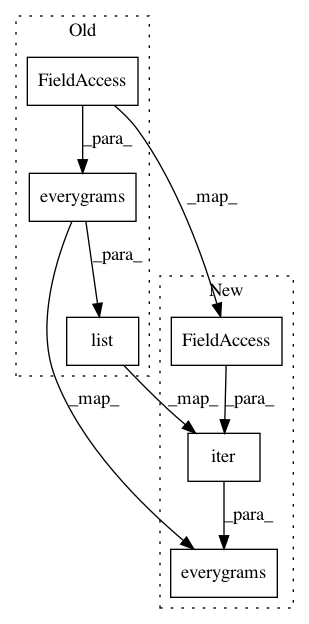 Old
FieldAccess
_para_
everygrams
_map_
_para_
New
list
FieldAccess
_map_
_map_
_para_
iter
_para_
everygrams